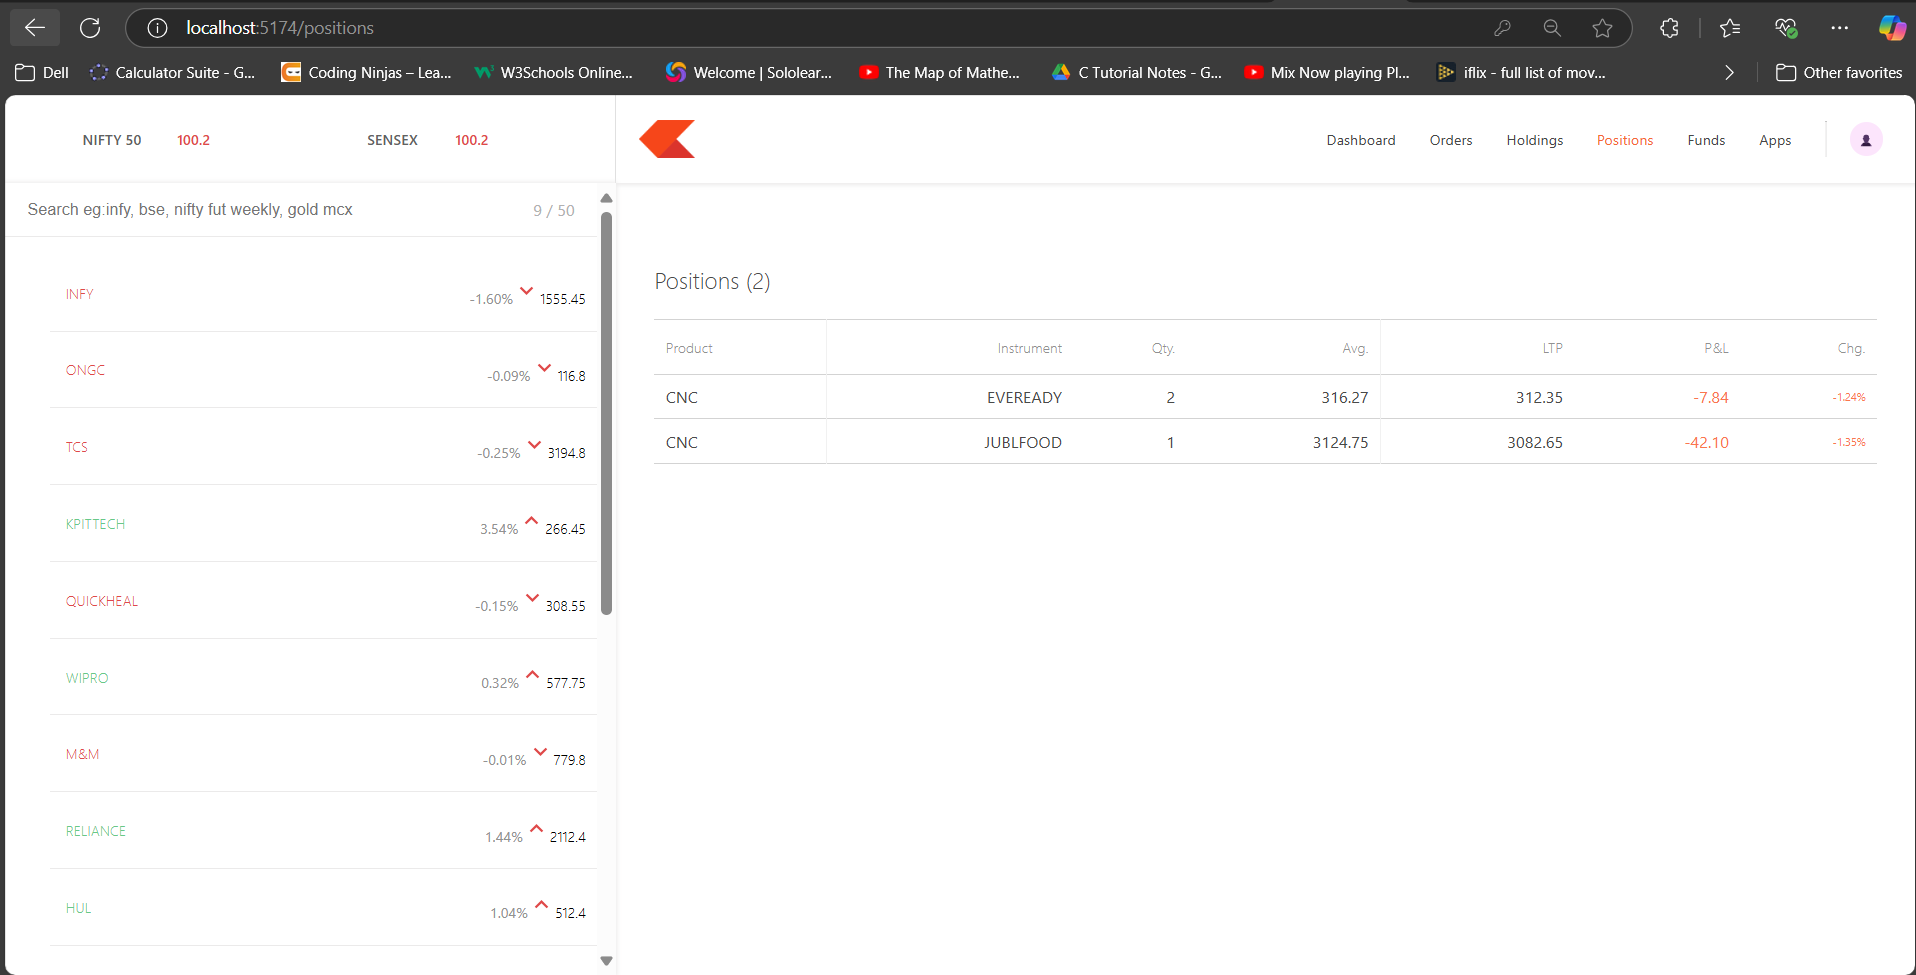 localhost:5174/positions
Dell
Calculator Suite - G...
Coding Ninjas – Lea...
W3Schools Online...
Welcome | Sololear...
The Map of Mathe...
C Tutorial Notes - G...
Mix Now playing Pl...
iflix - full list of mov...
Other favorites
NIFTY 50 100.2 SENSEX 100.2
Dashboard Orders Holdings Positions Funds Apps
Search eg:infy, bse, nifty fut weekly, gold mcx 9 / 50
INFY -1.60% 1555.45
ONGC -0.09% 116.8
TCS -0.25% 3194.8
KPITTECH 3.54% 266.45
QUICKHEAL -0.15% 308.55
WIPRO 0.32% 577.75
M&M -0.01% 779.8
RELIANCE 1.44% 2112.4
HUL 1.04% 512.4
Positions (2)
Product Instrument Qty. Avg. LTP P&L Chg.
CNC EVEREADY 2 316.27 312.35 -7.84 -1.24%
CNC JUBLFOOD 1 3124.75 3082.65 -42.10 -1.35%